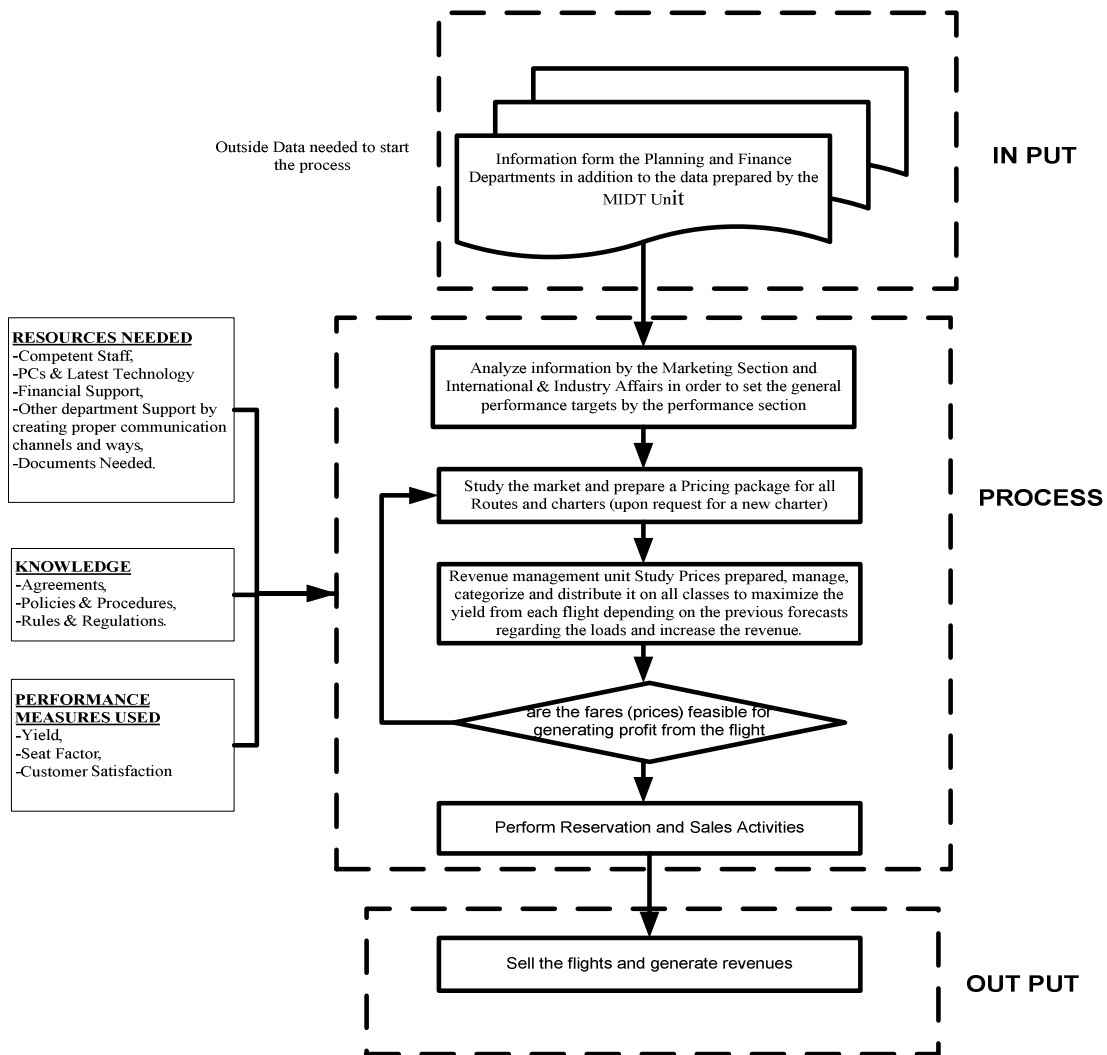 Outside Data needed to start
the process
Information form the Planning and Finance
Departments in addition to the data prepared by the
MIDT Unit
IN PUT
RESOURCES NEEDED
-Competent Staff,
-PCs & Latest Technology
-Financial Support,
-Other department Support by
creating proper communication
channels and ways,
-Documents Needed.
KNOWLEDGE
-Agreements,
-Policies & Procedures,
-Rules & Regulations.
PERFORMANCE
MEASURES USED
-Yield,
-Seat Factor,
-Customer Satisfaction
Analyze information by the Marketing Section and
International & Industry Affairs in order to set the general
performance targets by the performance section
Study the market and prepare a Pricing package for all
Routes and charters (upon request for a new charter)
PROCESS
Revenue management unit Study Prices prepared, manage,
categorize and distribute it on all classes to maximize the
yield from each flight depending on the previous forecasts
regarding the loads and increase the revenue.
are the fares (prices) feasible for
generating profit from the flight
Perform Reservation and Sales Activities
Sell the flights and generate revenues
OUT PUT